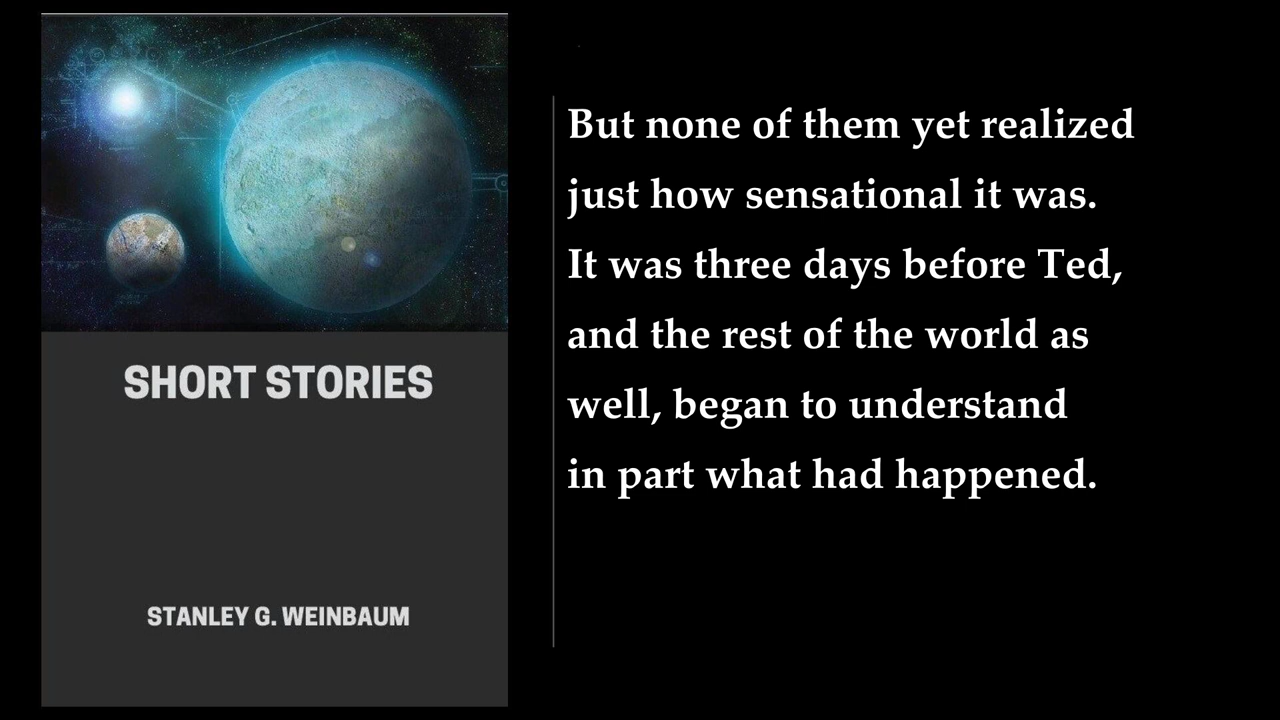 SHORT STORIES
STANLEY G. WEINBAUM
But none of them yet realized
just how sensational it was.
It was three days before Ted,
and the rest of the world as
well, began to understand
in part what had happened.